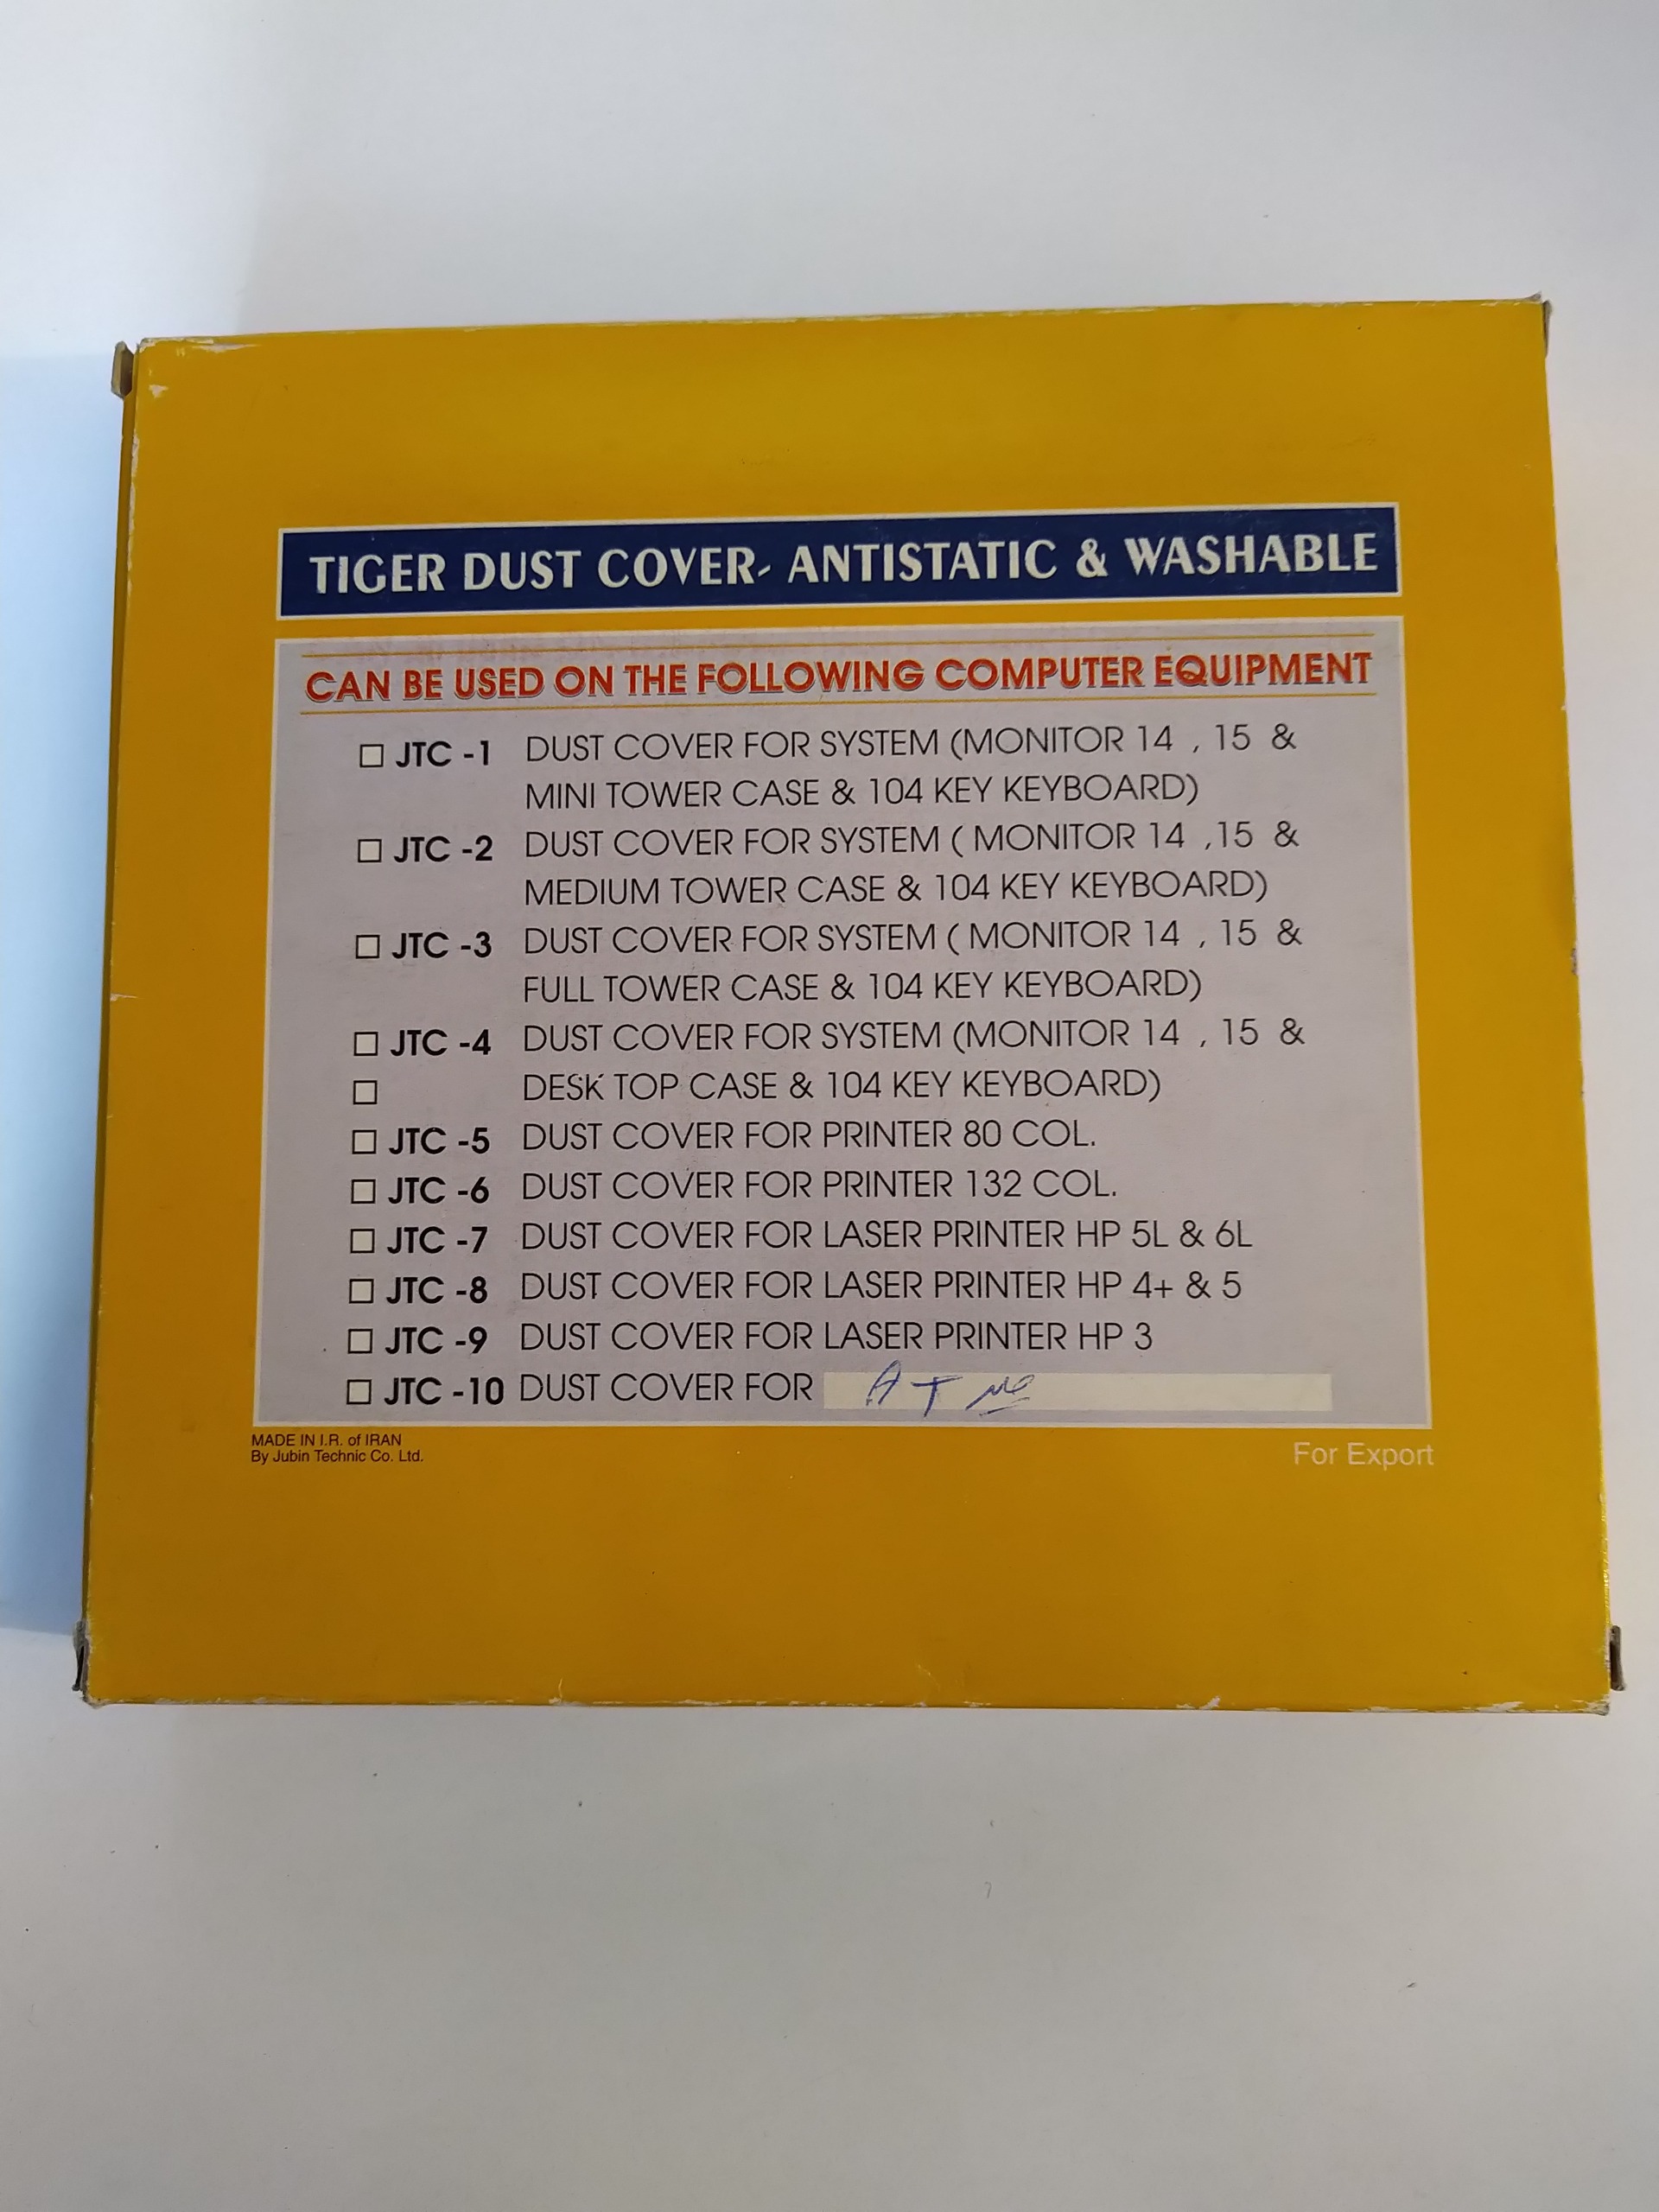 TIGER DUST COVER- ANTISTATIC & WASHABLE
CAN BE USED ON THE FOLLOWING COMPUTER EQUIPMENT
JTC -1 DUST COVER FOR SYSTEM (MONITOR 14 , 15 &
MINI TOWER CASE & 104 KEY KEYBOARD)
JTC -2 DUST COVER FOR SYSTEM ( MONITOR 14 ,15 &
MEDIUM TOWER CASE & 104 KEY KEYBOARD)
JTC -3 DUST COVER FOR SYSTEM ( MONITOR 14 , 15 &
FULL TOWER CASE & 104 KEY KEYBOARD)
JTC -4 DUST COVER FOR SYSTEM (MONITOR 14 , 15 &
DESK TOP CASE & 104 KEY KEYBOARD)
JTC -5 DUST COVER FOR PRINTER 80 COL.
JTC -6 DUST COVER FOR PRINTER 132 COL.
JTC -7 DUST COVER FOR LASER PRINTER HP 5L & 6L
JTC -8 DUST COVER FOR LASER PRINTER HP 4+ & 5
JTC -9 DUST COVER FOR LASER PRINTER HP 3
JTC -10 DUST COVER FOR A T
MADE IN I.R. of IRAN
By Jubin Technic Co. Ltd.
For Export